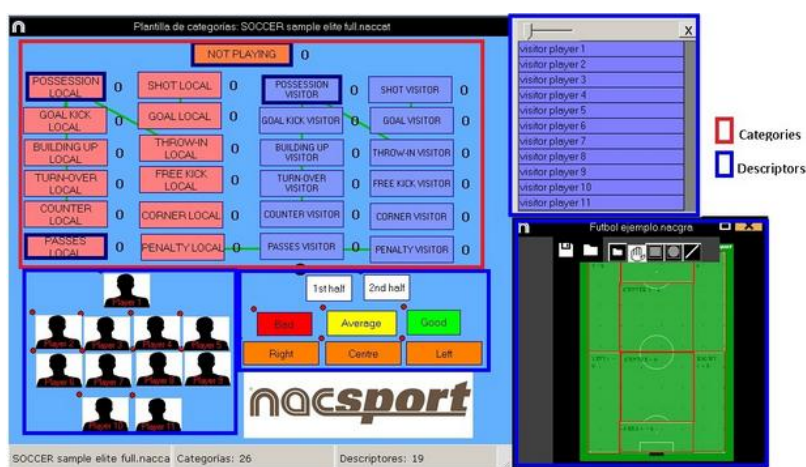 Plantilla de categorías: SOCCER sample elite full.naccat
NOT PLAYING 0
POSSESSION LOCAL 0
SHOT LOCAL 0
POSSESSION VISITOR 0
SHOT VISITOR 0
GOAL KICK LOCAL 0
GOAL LOCAL 0
GOAL KICK VISITOR 0
GOAL VISITOR 0
BUILDING UP LOCAL 0
THROW-IN LOCAL 0
BUILDING UP VISITOR 0
THROW-IN VISITOR 0
TURN-OVER LOCAL 0
FREE KICK LOCAL 0
TURN-OVER VISITOR 0
FREE KICK VISITOR 0
COUNTER LOCAL 0
CORNER LOCAL 0
COUNTER VISITOR 0
CORNER VISITOR 0
PASSES LOCAL 0
PENALTY LOCAL 0
PASSES VISITOR 0
PENALTY VISITOR 0
Player 1
Player 2 Player 3 Player 4 Player 5
Player 6 Player 7 Player 8 Player 9
Player 10 Player 11
1st half 2nd half
Bad Average Good
Right Centre Left
nacsport
SOCCER sample elite full.nacca Categorías: 26 Descriptores: 19
X
visitor player 1
visitor player 2
visitor player 3
visitor player 4
visitor player 5
visitor player 6
visitor player 7
visitor player 8
visitor player 9
visitor player 10
visitor player 11
Categories
Descriptors
Futbol ejemplo.nacgra